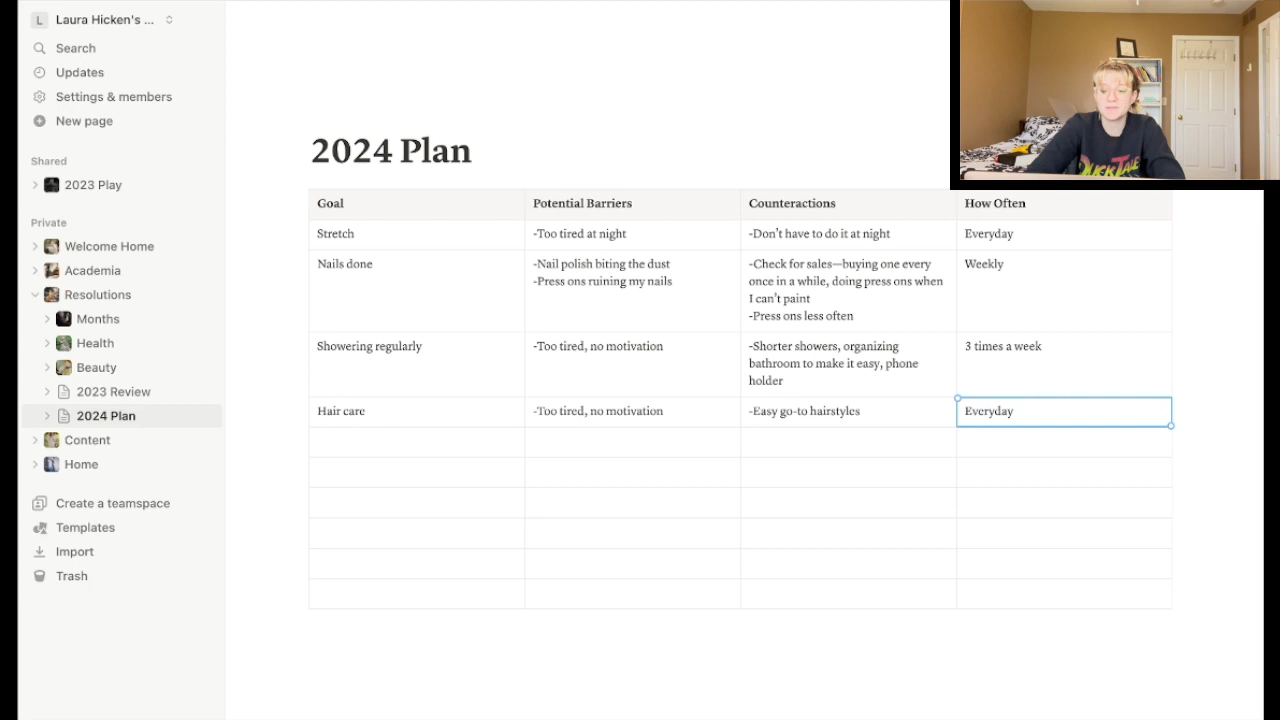 L Laura Hicken's ...
Search
Updates
Settings & members
New page
Shared
2023 Play
Private
Welcome Home
Academia
Resolutions
Months
Health
Beauty
2023 Review
2024 Plan
Content
Home
Create a teamspace
Templates
Import
Trash
2024 Plan
Goal Potential Barriers Counteractions How Often
Stretch -Too tired at night -Don't have to do it at night Everyday
Nails done -Nail polish biting the dust -Check for sales—buying one every Weekly
-Press ons ruining my nails once in a while, doing press ons when
I can't paint
-Press ons less often
Showering regularly -Too tired, no motivation -Shorter showers, organizing 3 times a week
bathroom to make it easy, phone
holder
Hair care -Too tired, no motivation -Easy go-to hairstyles Everyday
DUCKTALES